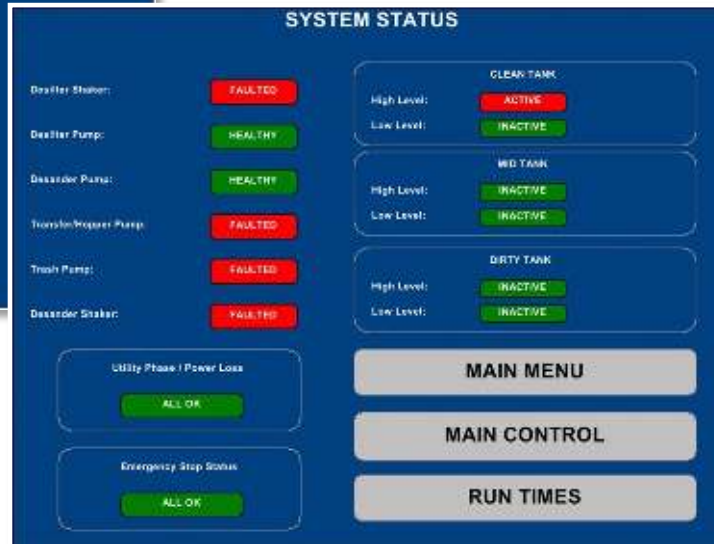 SYSTEM STATUS
Desilter Shaker: FAULTED
Desilter Pump: HEALTHY
Desander Pump: HEALTHY
Transfer/Hopper Pump: FAULTED
Trash Pump: FAULTED
Desander Shaker: FAULTED
Utility Phase / Power Loss
ALL OK
Emergency Stop Status
ALL OK
CLEAN TANK
High Level: ACTIVE
Low Level: INACTIVE
MID TANK
High Level: INACTIVE
Low Level: INACTIVE
DIRTY TANK
High Level: INACTIVE
Low Level: INACTIVE
MAIN MENU
MAIN CONTROL
RUN TIMES